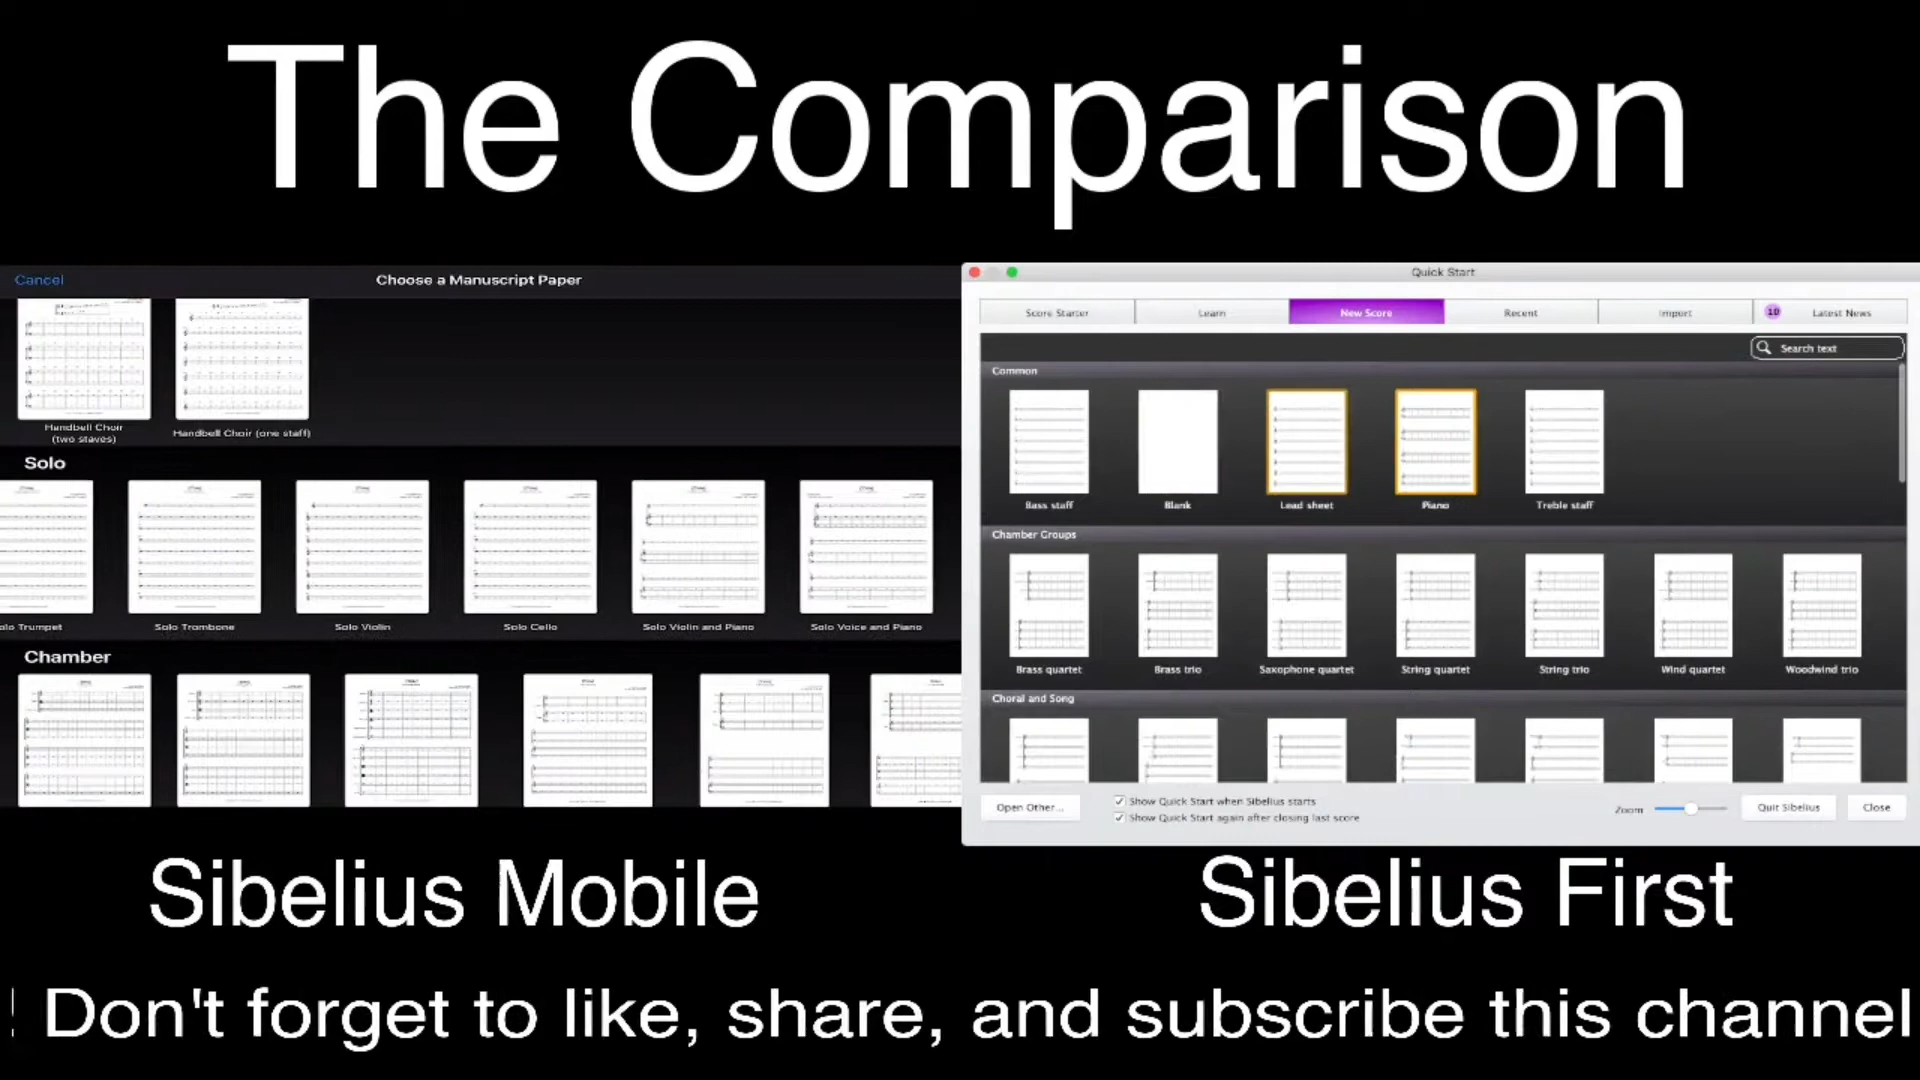 The Comparison
Cancel
Choose a Manuscript Paper
Handbell Choir
(two staves)
Handbell Choir (one staff)
Solo
olo Trumpet
Solo Trombone
Solo Violin
Solo Cello
Solo Violin and Piano
Solo Voice and Piano
Chamber
Quick Start
Score Starter
Learn
New Score
Recent
Import
10
Latest News
Search text
Common
Bass staff
Blank
Lead sheet
Piano
Treble staff
Chamber Groups
Brass quartet
Brass trio
Saxophone quartet
String quartet
String trio
Wind quartet
Woodwind trio
Choral and Song
Open Other...
Show Quick Start when Sibelius starts
Show Quick Start again after closing last score
Zoom
Quit Sibelius
Close
Sibelius Mobile
Sibelius First
! Don't forget to like, share, and subscribe this channel